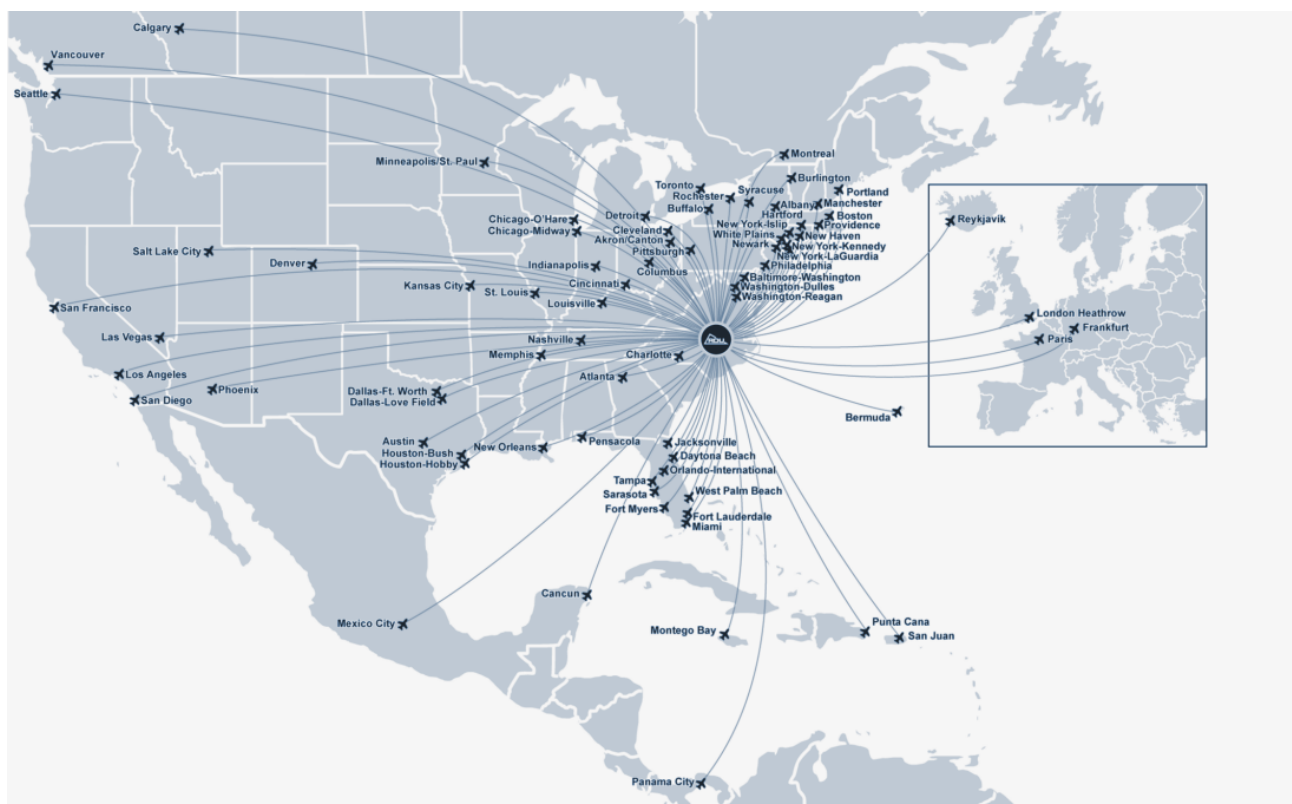 Calgary
Vancouver
Seattle
Minneapolis/St. Paul
Montreal
Burlington
Toronto
Rochester
Syracuse
Portland
Buffalo
Albany
Manchester
Hartford
Boston
Detroit
Chicago-O'Hare
Chicago-Midway
Cleveland
New York-Islip
Providence
Akron/Canton
White Plains
New Haven
Pittsburgh
Newark
New York-Kennedy
New York-LaGuardia
Salt Lake City
Denver
Indianapolis
Columbus
Philadelphia
Kansas City
Cincinnati
Baltimore-Washington
St. Louis
Washington-Dulles
Louisville
Washington-Reagan
San Francisco
Las Vegas
Nashville
RDU
Memphis
Charlotte
Los Angeles
Atlanta
Phoenix
San Diego
Dallas-Ft. Worth
Dallas-Love Field
Bermuda
Austin
Houston-Bush
Houston-Hobby
New Orleans
Pensacola
Jacksonville
Daytona Beach
Orlando-International
Tampa
Sarasota
West Palm Beach
Fort Myers
Fort Lauderdale
Miami
Cancun
Mexico City
Montego Bay
Punta Cana
San Juan
Panama City
Reykjavik
London Heathrow
Frankfurt
Paris